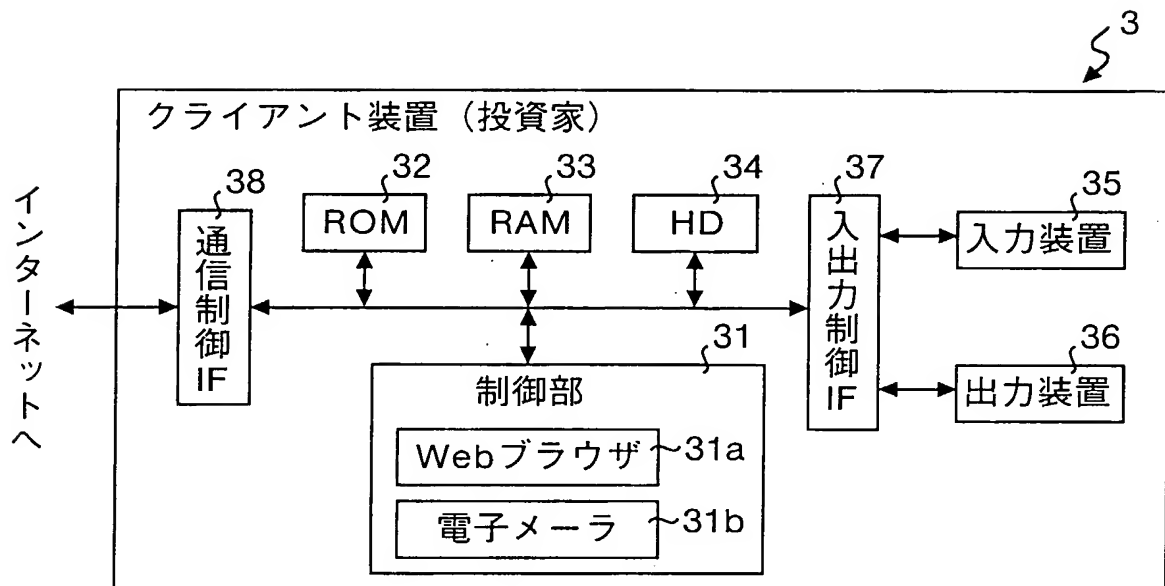 3
クライアント装置(投資家)
インターネットへ
38
通信制御IF
32
ROM
33
RAM
34
HD
37
入出力制御IF
35
入力装置
36
出力装置
31
制御部
Webブラウザ
31a
電子メーラ
31b